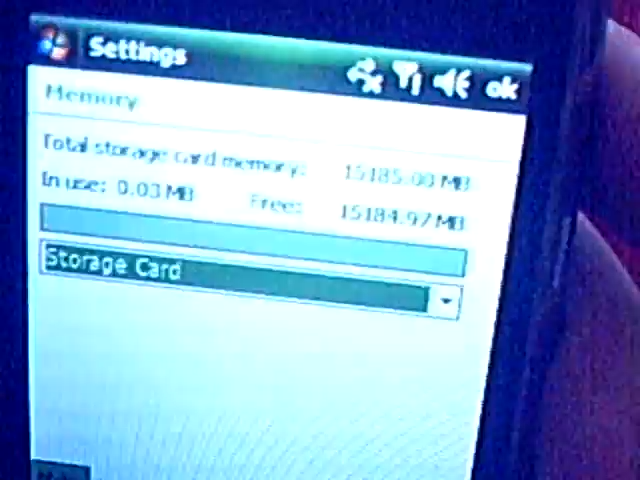 Settings
ok
Memory
Total storage card memory: 15185.00 MB
In use: 0.03 MB Free: 15184.97 MB
Storage Card